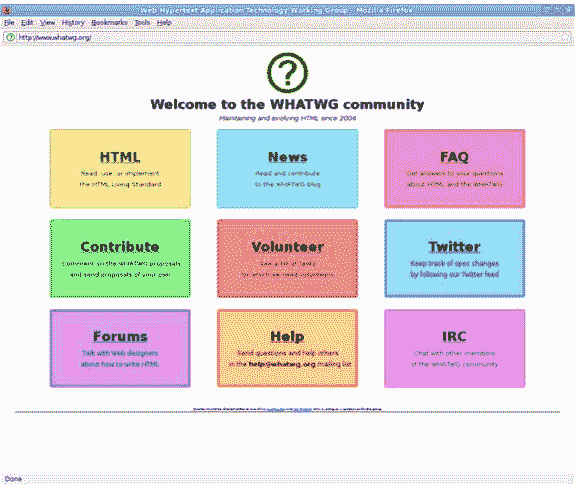 Web Hypertext Application Technology Working Group - Mozilla Firefox
File Edit View History Bookmarks Tools Help
http://www.whatwg.org/
?
Welcome to the WHATWG community
Maintaining and evolving HTML since 2004
HTML
Read, use, or implement
the HTML Living Standard
News
Read and contribute
to the WHATWG blog
FAQ
Get answers to your questions
about HTML and the WHATWG
Contribute
Comment on the WHATWG proposals
and send proposals of your own
Volunteer
See a list of tasks
for which we need volunteers
Twitter
Keep track of spec changes
by following our Twitter feed
Forums
Talk with Web designers
about how to write HTML
Help
Send questions and help others
in the help@whatwg.org mailing list
IRC
Chat with other members
of the WHATWG community
Done